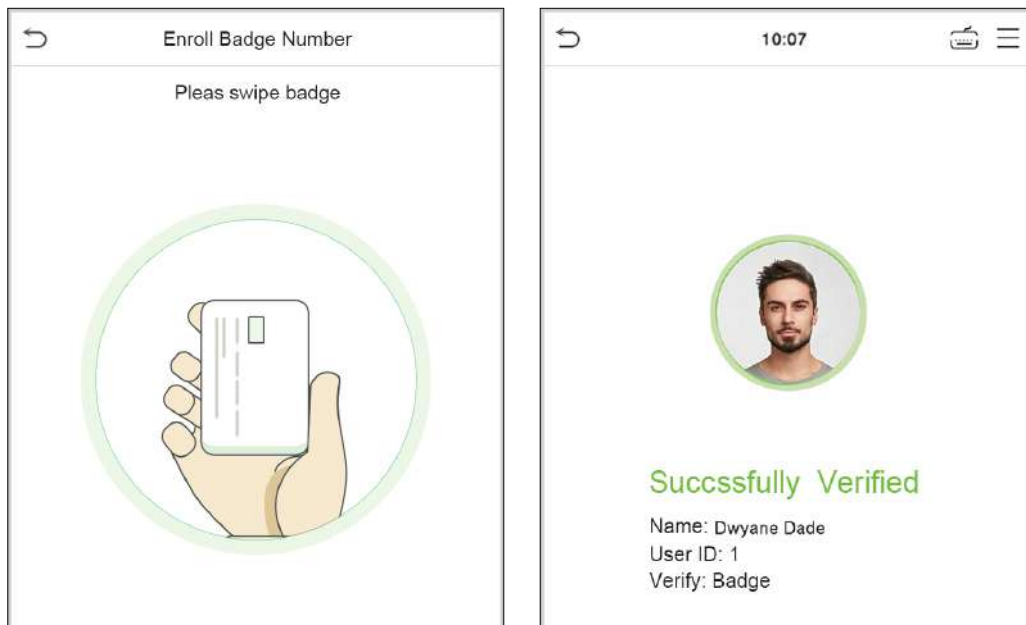 Enroll Badge Number
Pleas swipe badge
10:07
Succssfully Verified
Name: Dwyane Dade
User ID: 1
Verify: Badge